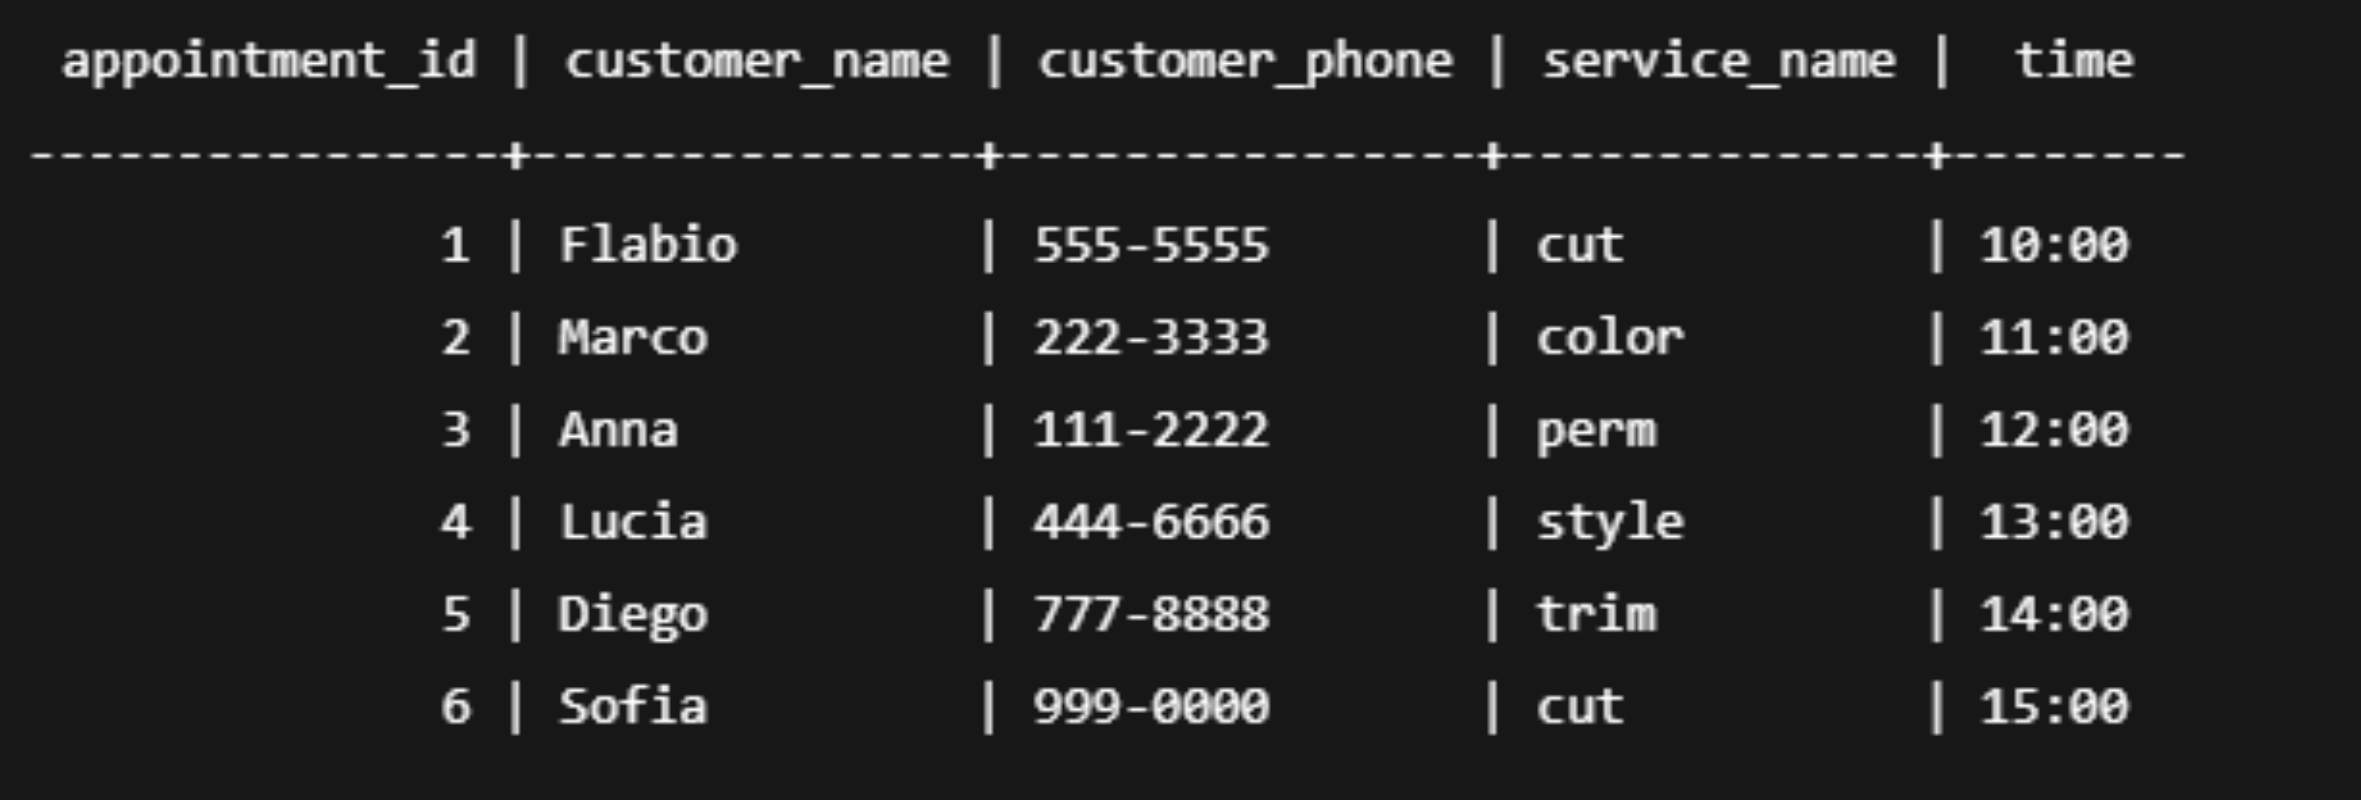 appointment_id | customer_name | customer_phone | service_name |  time
----------------+---------------+----------------+--------------+--------
              1 | Flabio        | 555-5555       | cut          | 10:00
              2 | Marco         | 222-3333       | color        | 11:00
              3 | Anna          | 111-2222       | perm         | 12:00
              4 | Lucia         | 444-6666       | style        | 13:00
              5 | Diego         | 777-8888       | trim         | 14:00
              6 | Sofia         | 999-0000       | cut          | 15:00